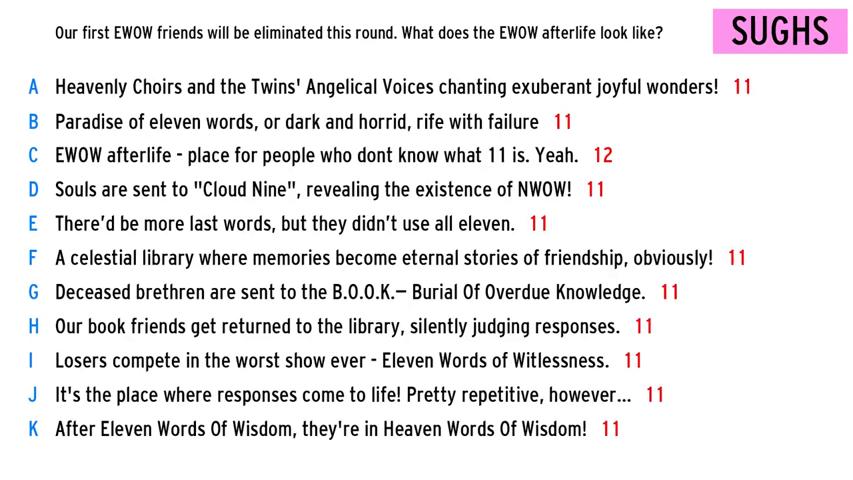 Our first EWOW friends will be eliminated this round. What does the EWOW afterlife look like?
SUGHS
A Heavenly Choirs and the Twins' Angelical Voices chanting exuberant joyful wonders! 11
B Paradise of eleven words, or dark and horrid, rife with failure 11
C EWOW afterlife - place for people who dont know what 11 is. Yeah. 12
D Souls are sent to "Cloud Nine", revealing the existence of NWOW! 11
E There’d be more last words, but they didn’t use all eleven. 11
F A celestial library where memories become eternal stories of friendship, obviously! 11
G Deceased brethren are sent to the B.O.O.K.— Burial Of Overdue Knowledge. 11
H Our book friends get returned to the library, silently judging responses. 11
I Losers compete in the worst show ever - Eleven Words of Witlessness. 11
J It's the place where responses come to life! Pretty repetitive, however... 11
K After Eleven Words Of Wisdom, they're in Heaven Words Of Wisdom! 11